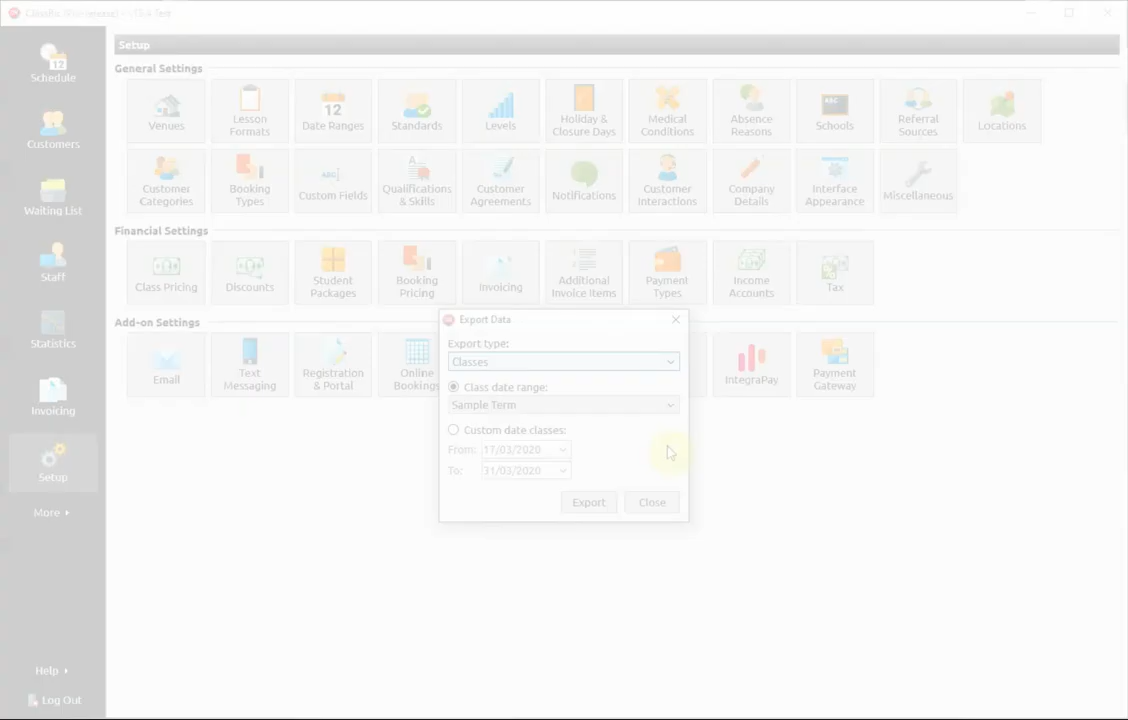 Setup
General Settings
Venues
Lesson Formats
12 Date Ranges
Standards
Levels
Holiday & Closure Days
Medical Conditions
Absence Reasons
ABC Schools
Referral Sources
Locations
Customer Categories
Booking Types
Custom Fields
Qualifications & Skills
Customer Agreements
Notifications
Customer Interactions
Company Details
Interface Appearance
Miscellaneous
Financial Settings
Class Pricing
Discounts
Student Packages
Booking Pricing
Invoicing
Additional Invoice Items
Payment Types
Income Accounts
Tax
Add-on Settings
Email
Text Messaging
Registration & Portal
Online Bookings
IntegraPay
Payment Gateway
12
Schedule
Customers
Waiting List
Staff
Statistics
Invoicing
Setup
More
Help
Log Out
Export Data
Export type:
Classes
Class date range:
Sample Term
Custom date classes:
From: 17/03/2020
To: 31/03/2020
Export Close